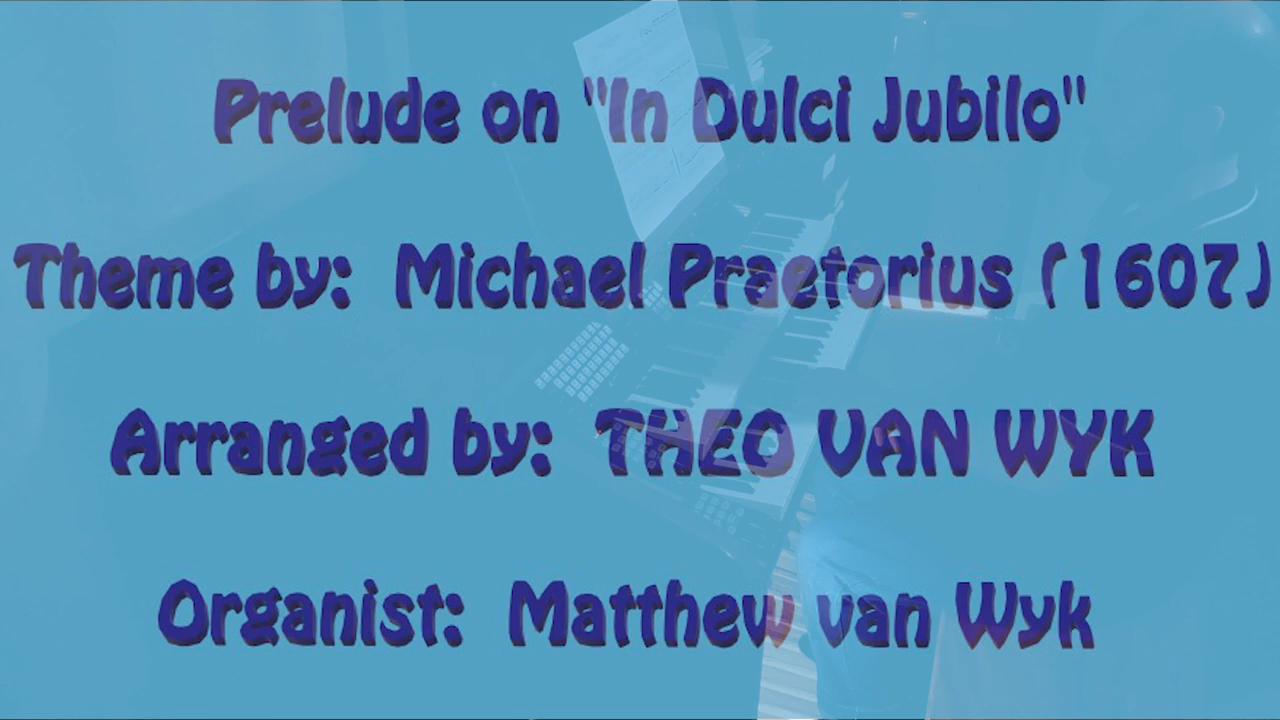 Prelude on "In Dulci Jubilo"
Theme by: Michael Praetorius (1607)
Arranged by: THEO VAN WYK
Organist: Matthew van Wyk